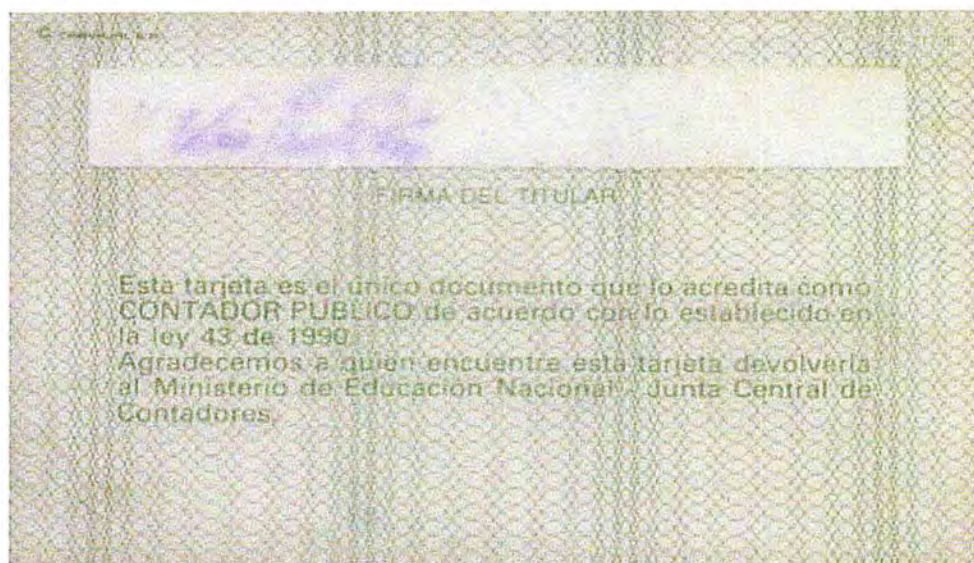 FIRMA DEL TITULAR
Esta tarjeta es el único documento que lo acredita como
CONTADOR PUBLICO de acuerdo con lo establecido en
la ley 43 de 1990.
Agradecemos a quien encuentre esta tarjeta devolverla
al Ministerio de Educación Nacional - Junta Central de
Contadores.